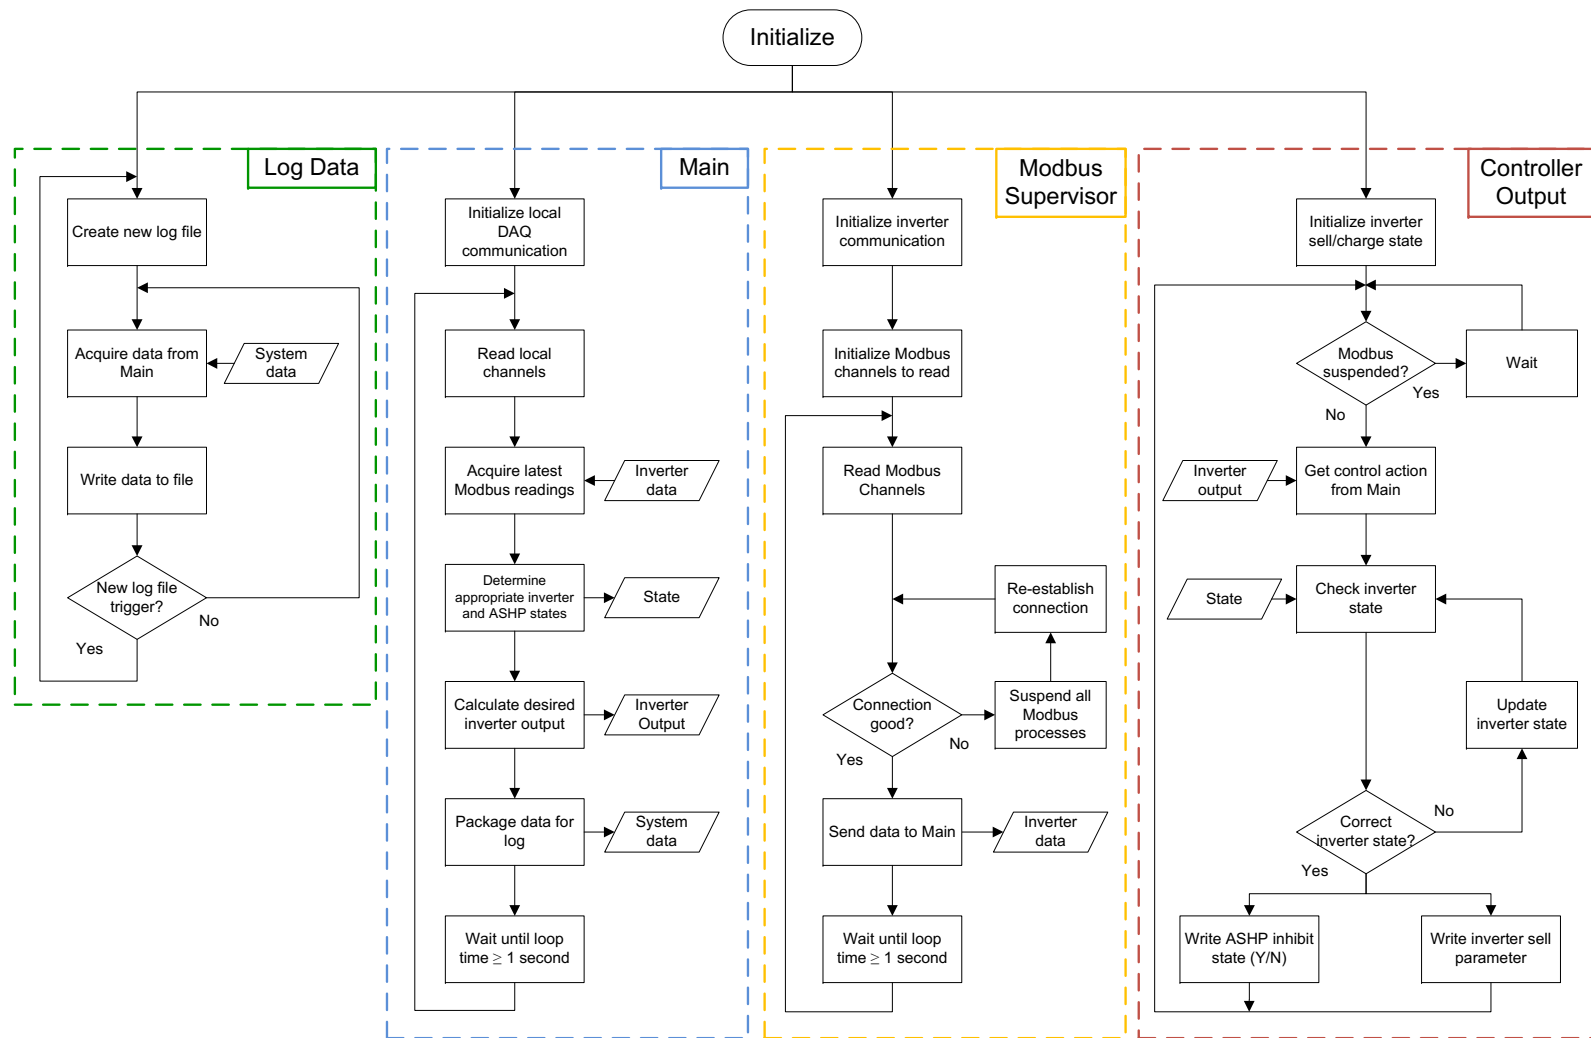 Initialize
Log Data
Create new log file
Acquire data from
Main
System
data
Write data to file
New log file
trigger?
No
Yes
Main
Initialize local
DAQ
communication
Read local
channels
Acquire latest
Modbus readings
Inverter
data
Determine
appropriate inverter
and ASHP states
State
Calculate desired
inverter output
Inverter
Output
Package data for
log
System
data
Wait until loop
time ≥ 1 second
Modbus
Supervisor
Initialize inverter
communication
Initialize Modbus
channels to read
Read Modbus
Channels
Re-establish
connection
Connection
good?
Suspend all
Modbus
processes
No
Yes
Send data to Main
Inverter
data
Wait until loop
time ≥ 1 second
Controller
Output
Initialize inverter
sell/charge state
Modbus
suspended?
Wait
Yes
No
Inverter
output
Get control action
from Main
State
Check inverter
state
Update
inverter state
No
Correct
inverter state?
Yes
Write ASHP inhibit
state (Y/N)
Write inverter sell
parameter